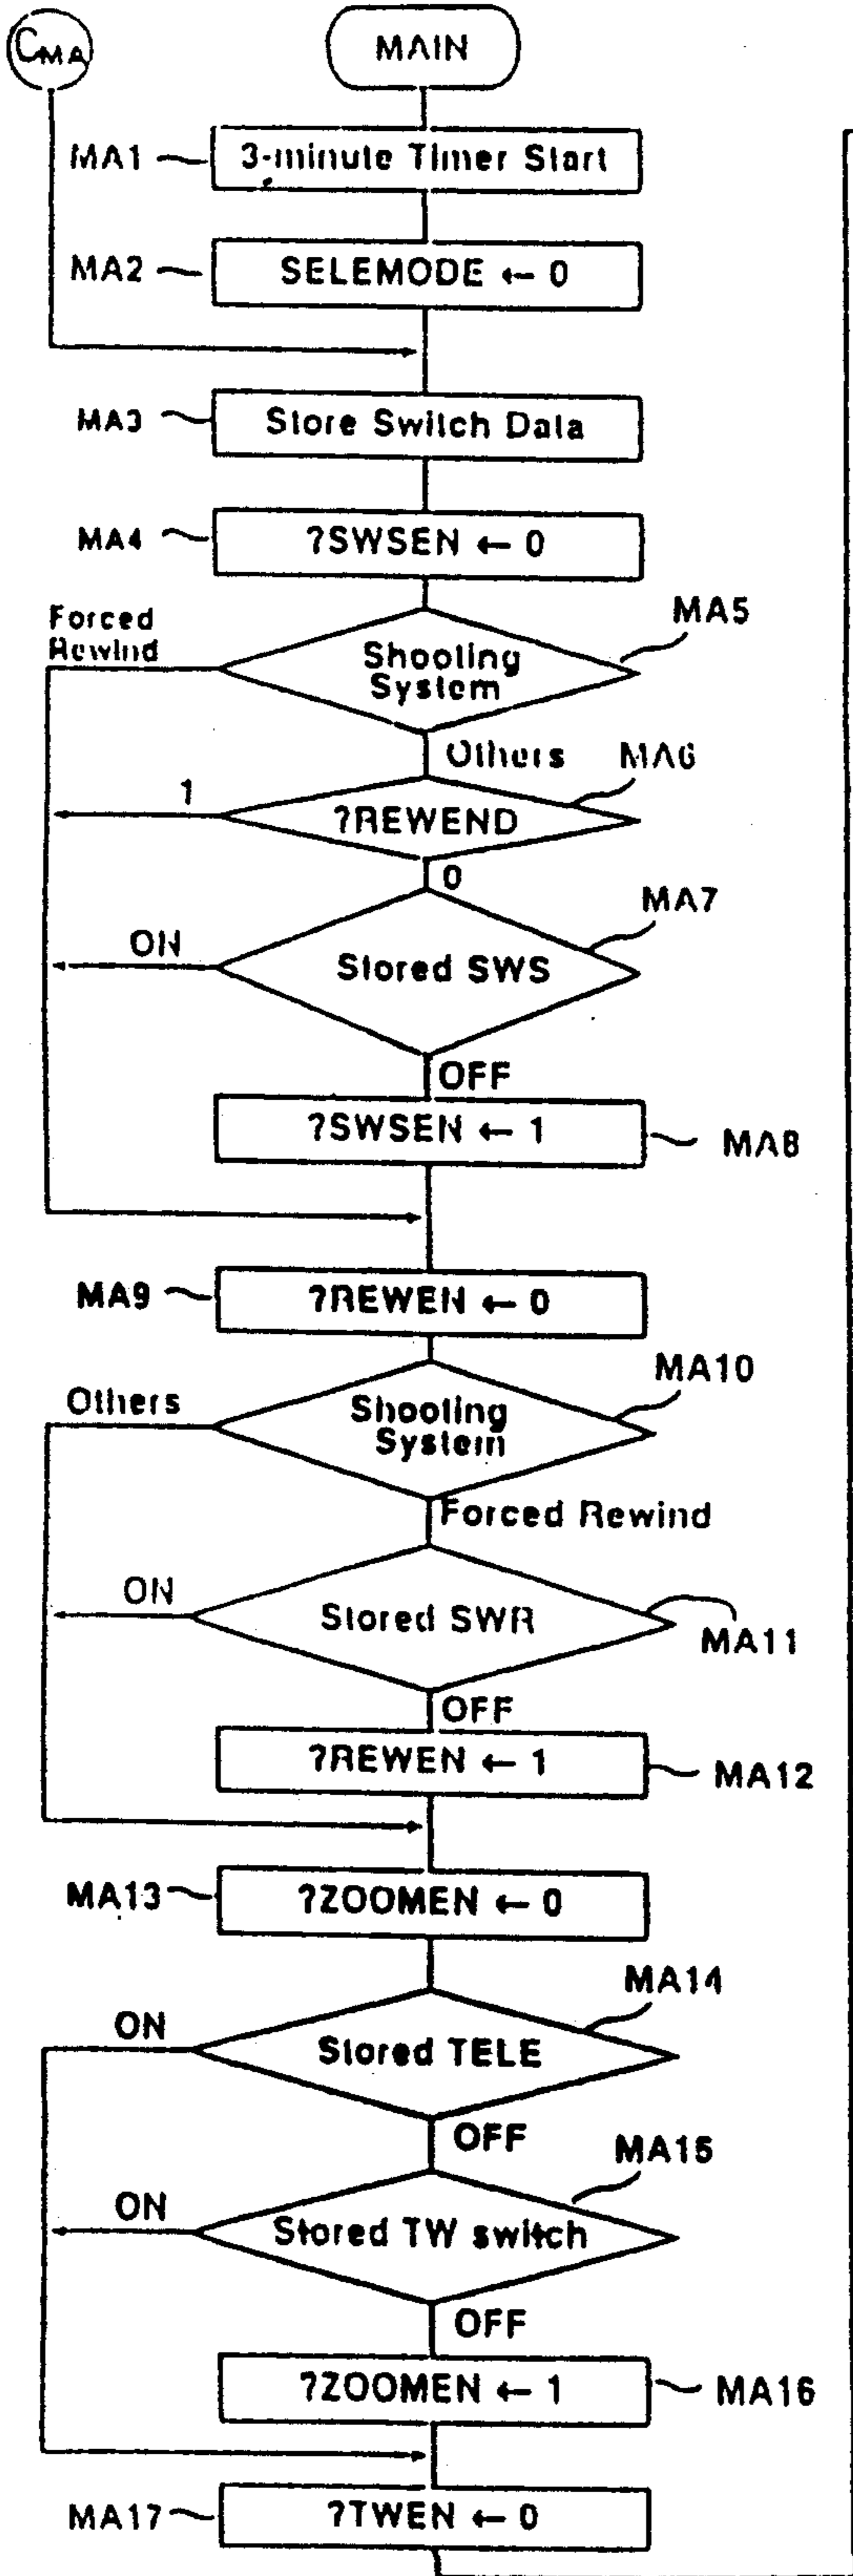 CMA
MAIN
MA1
3-minute Timer Start
MA2
SELEMODE ← 0
MA3
Store Switch Data
MA4
?SWSEN ← 0
Forced
Rewind
MA5
Shooting
System
Others
MA6
1
?REWEND
0
MA7
ON
Stored SWS
OFF
?SWSEN ← 1
MA8
MA9
?REWEN ← 0
MA10
Others
Shooting
System
Forced Rewind
ON
Stored SWR
MA11
OFF
?REWEN ← 1
MA12
MA13
?ZOOMEN ← 0
MA14
ON
Stored TELE
OFF
MA15
ON
Stored TW switch
OFF
?ZOOMEN ← 1
MA16
MA17
?TWEN ← 0